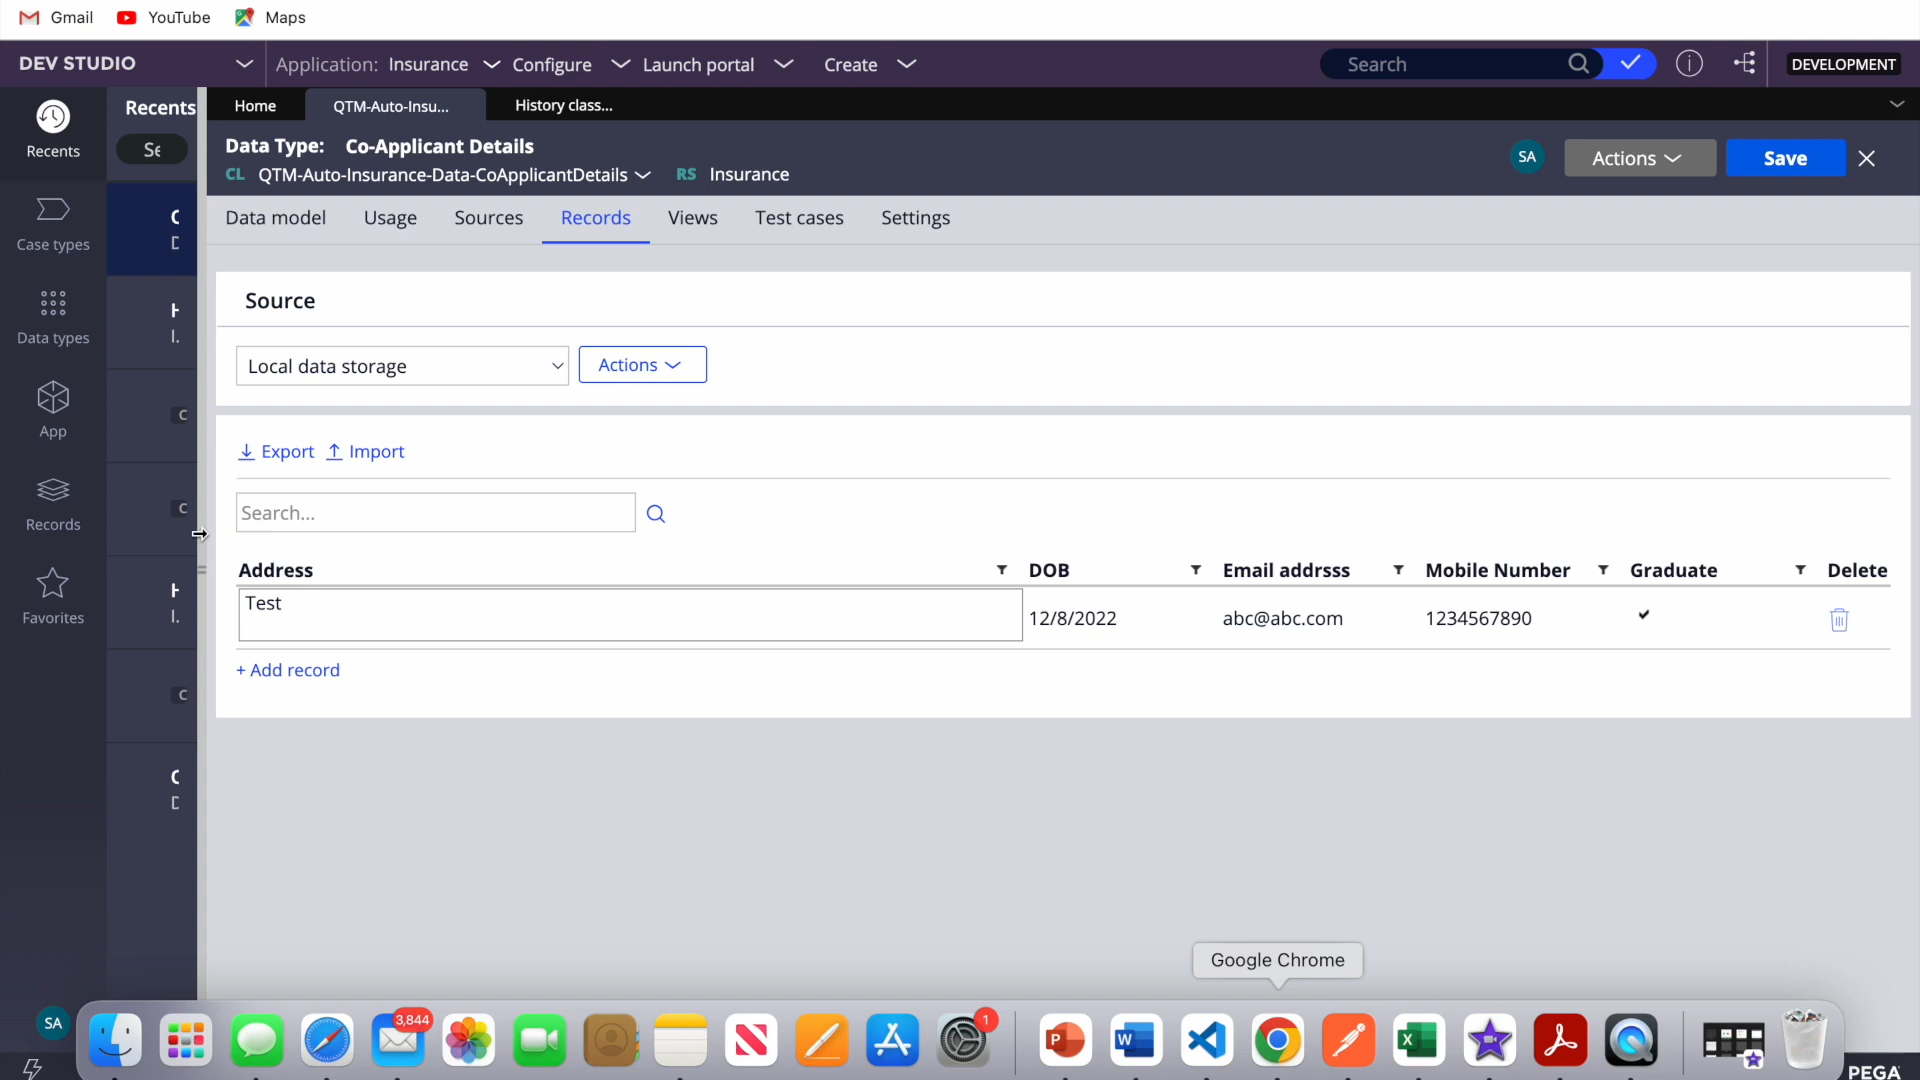 Gmail YouTube Maps
DEV STUDIO Application: Insurance Configure Launch portal Create Search DEVELOPMENT
Recents Home QTM-Auto-Insu... History class...
Data Type: Co-Applicant Details
CL QTM-Auto-Insurance-Data-CoApplicantDetails RS Insurance
SA Actions Save
Recents
Case types
Data types
App
Records
Favorites
SA
Se
C
D
H
I.
C
C
H
I.
C
C
D
Data model Usage Sources Records Views Test cases Settings
Source
Local data storage Actions
Export Import
Search...
Address DOB Email addrsss Mobile Number Graduate Delete
Test 12/8/2022 abc@abc.com 1234567890
+ Add record
Google Chrome
3,844 1
P W X
PEGA